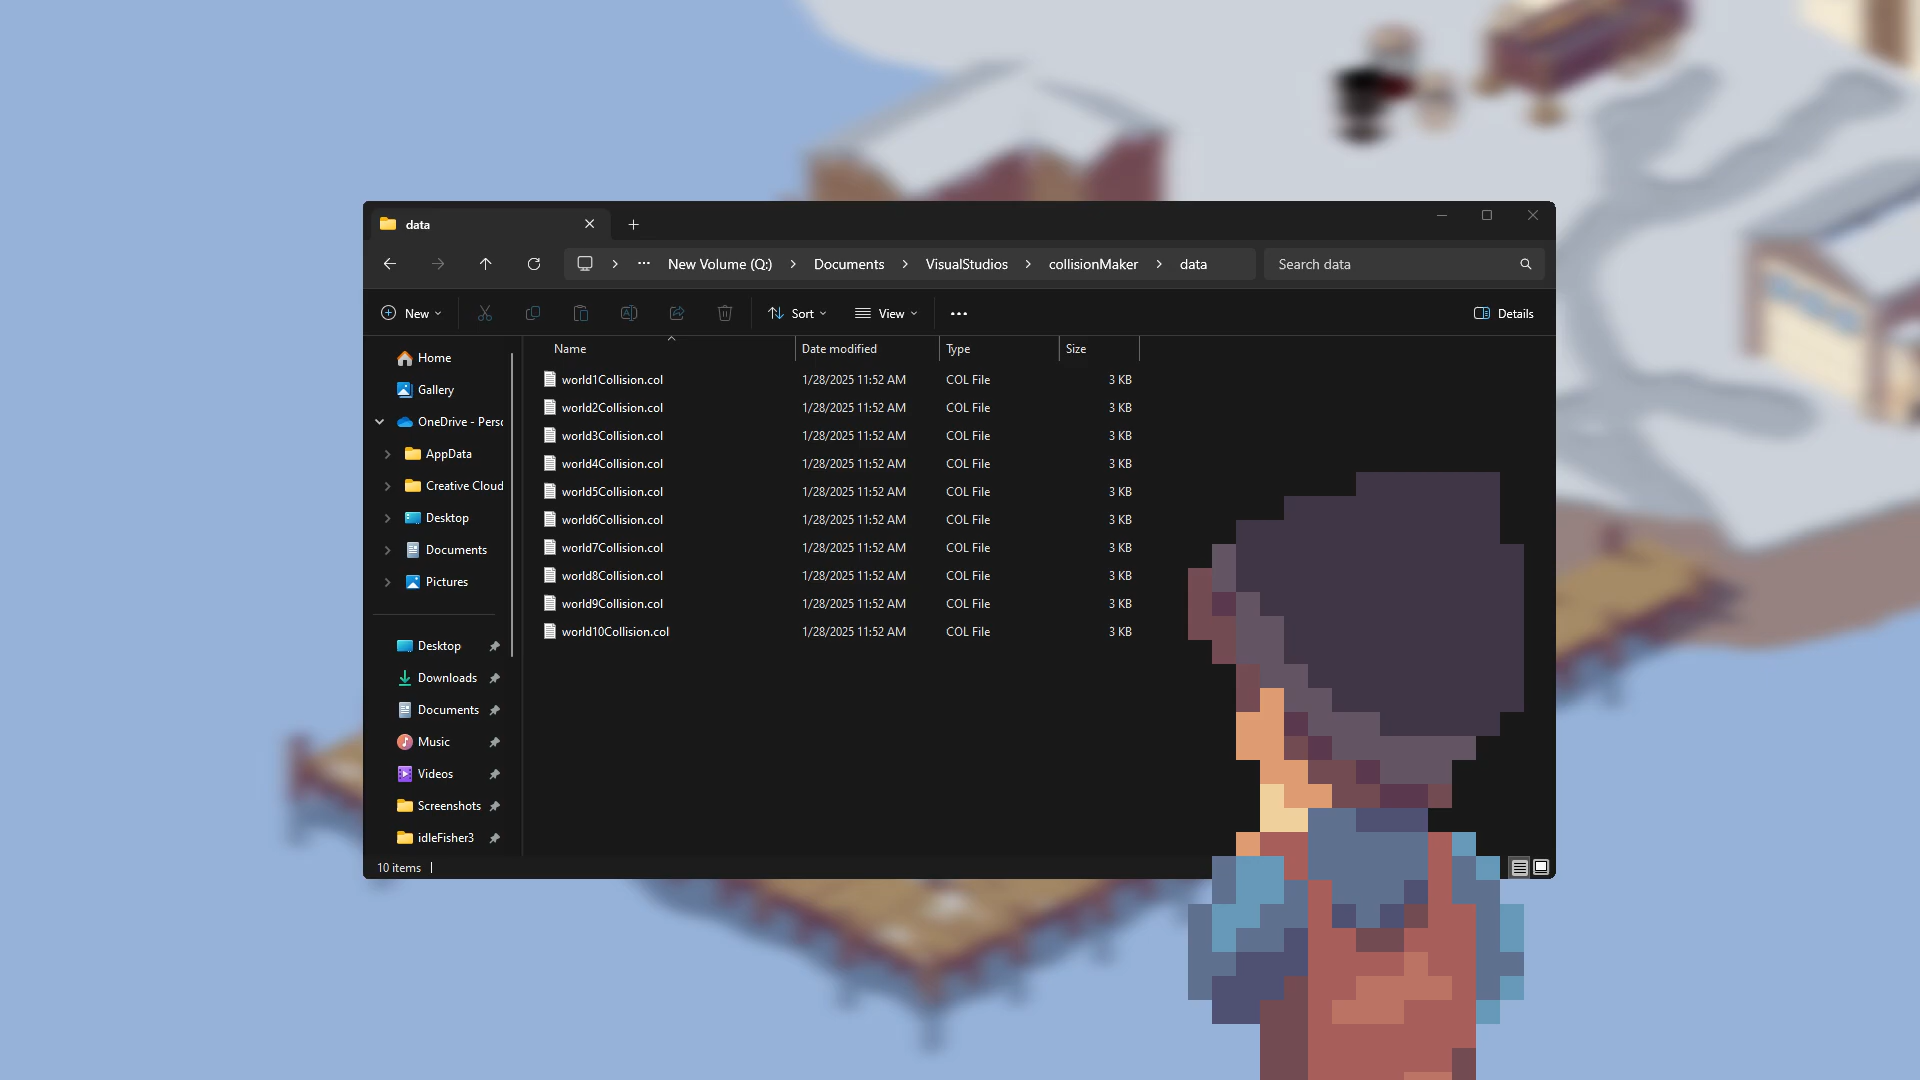 data
New Volume (Q:) Documents VisualStudios collisionMaker data
Search data
New Sort View Details
Name Date modified Type Size
Home
Gallery
OneDrive - Perso
AppData
Creative Cloud
Desktop
Documents
Pictures
Desktop
Downloads
Documents
Music
Videos
Screenshots
idleFisher3
world1Collision.col 1/28/2025 11:52 AM COL File 3 KB
world2Collision.col 1/28/2025 11:52 AM COL File 3 KB
world3Collision.col 1/28/2025 11:52 AM COL File 3 KB
world4Collision.col 1/28/2025 11:52 AM COL File 3 KB
world5Collision.col 1/28/2025 11:52 AM COL File 3 KB
world6Collision.col 1/28/2025 11:52 AM COL File 3 KB
world7Collision.col 1/28/2025 11:52 AM COL File 3 KB
world8Collision.col 1/28/2025 11:52 AM COL File 3 KB
world9Collision.col 1/28/2025 11:52 AM COL File 3 KB
world10Collision.col 1/28/2025 11:52 AM COL File 3 KB
10 items